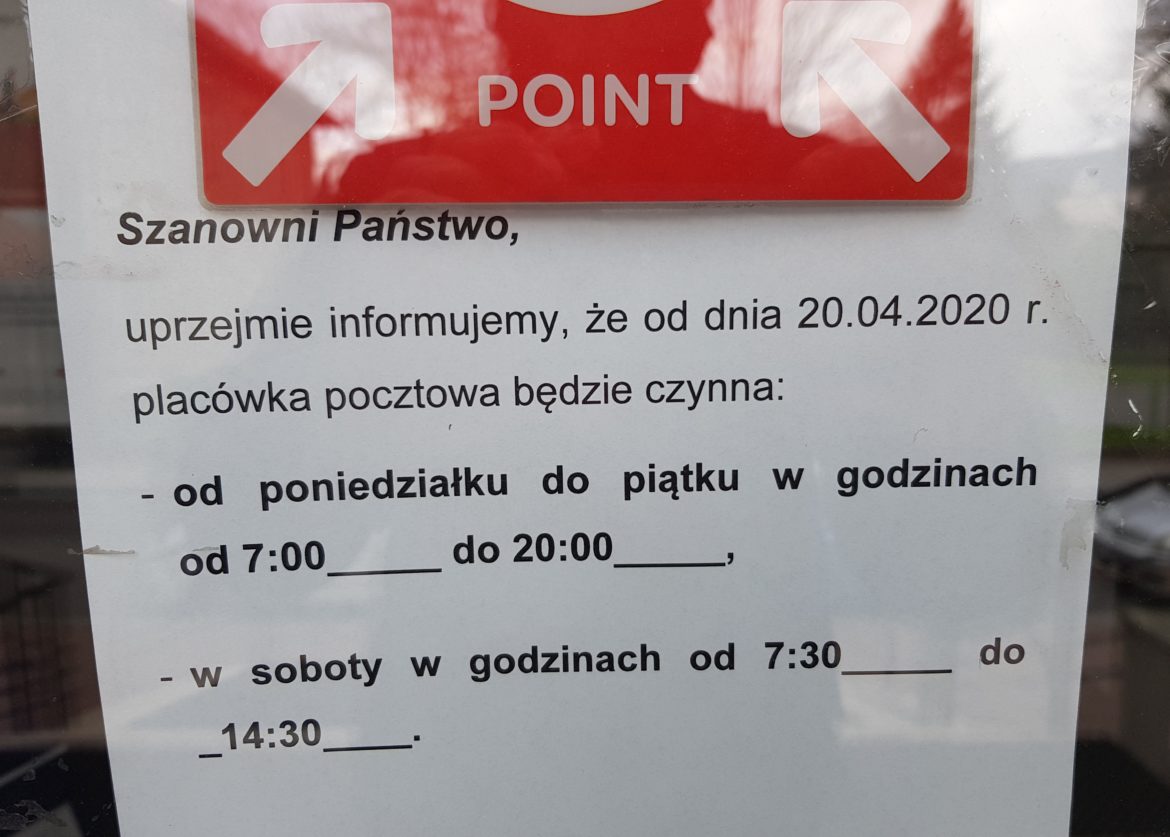 POINT
Szanowni Państwo,
uprzejmie informujemy, że od dnia 20.04.2020 r.
placówka pocztowa będzie czynna:
- od poniedziałku do piątku w godzinach
od 7:00_____ do 20:00_____,
- w soboty w godzinach od 7:30_____ do
_14:30____.